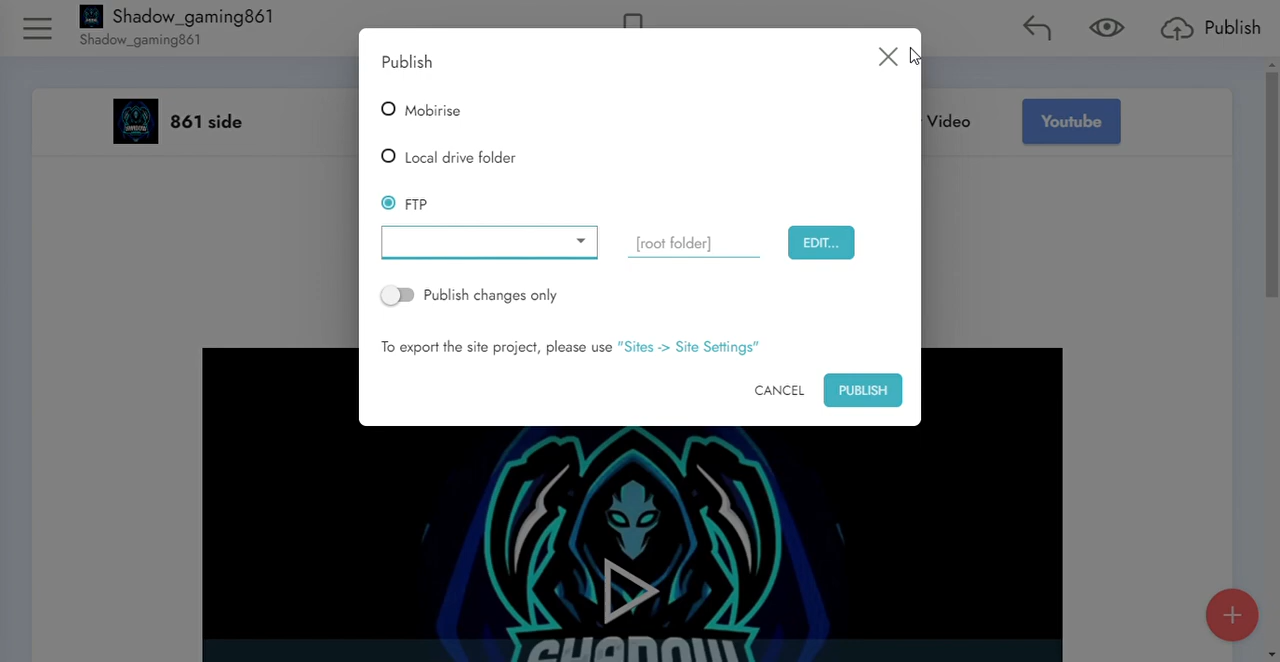 Shadow_gaming861
Shadow_gaming861
Publish
Publish
Mobirise
861 side
Video
Youtube
Local drive folder
FTP
[root folder]
EDIT...
Publish changes only
To export the site project, please use "Sites -> Site Settings"
CANCEL
PUBLISH
SHADOW